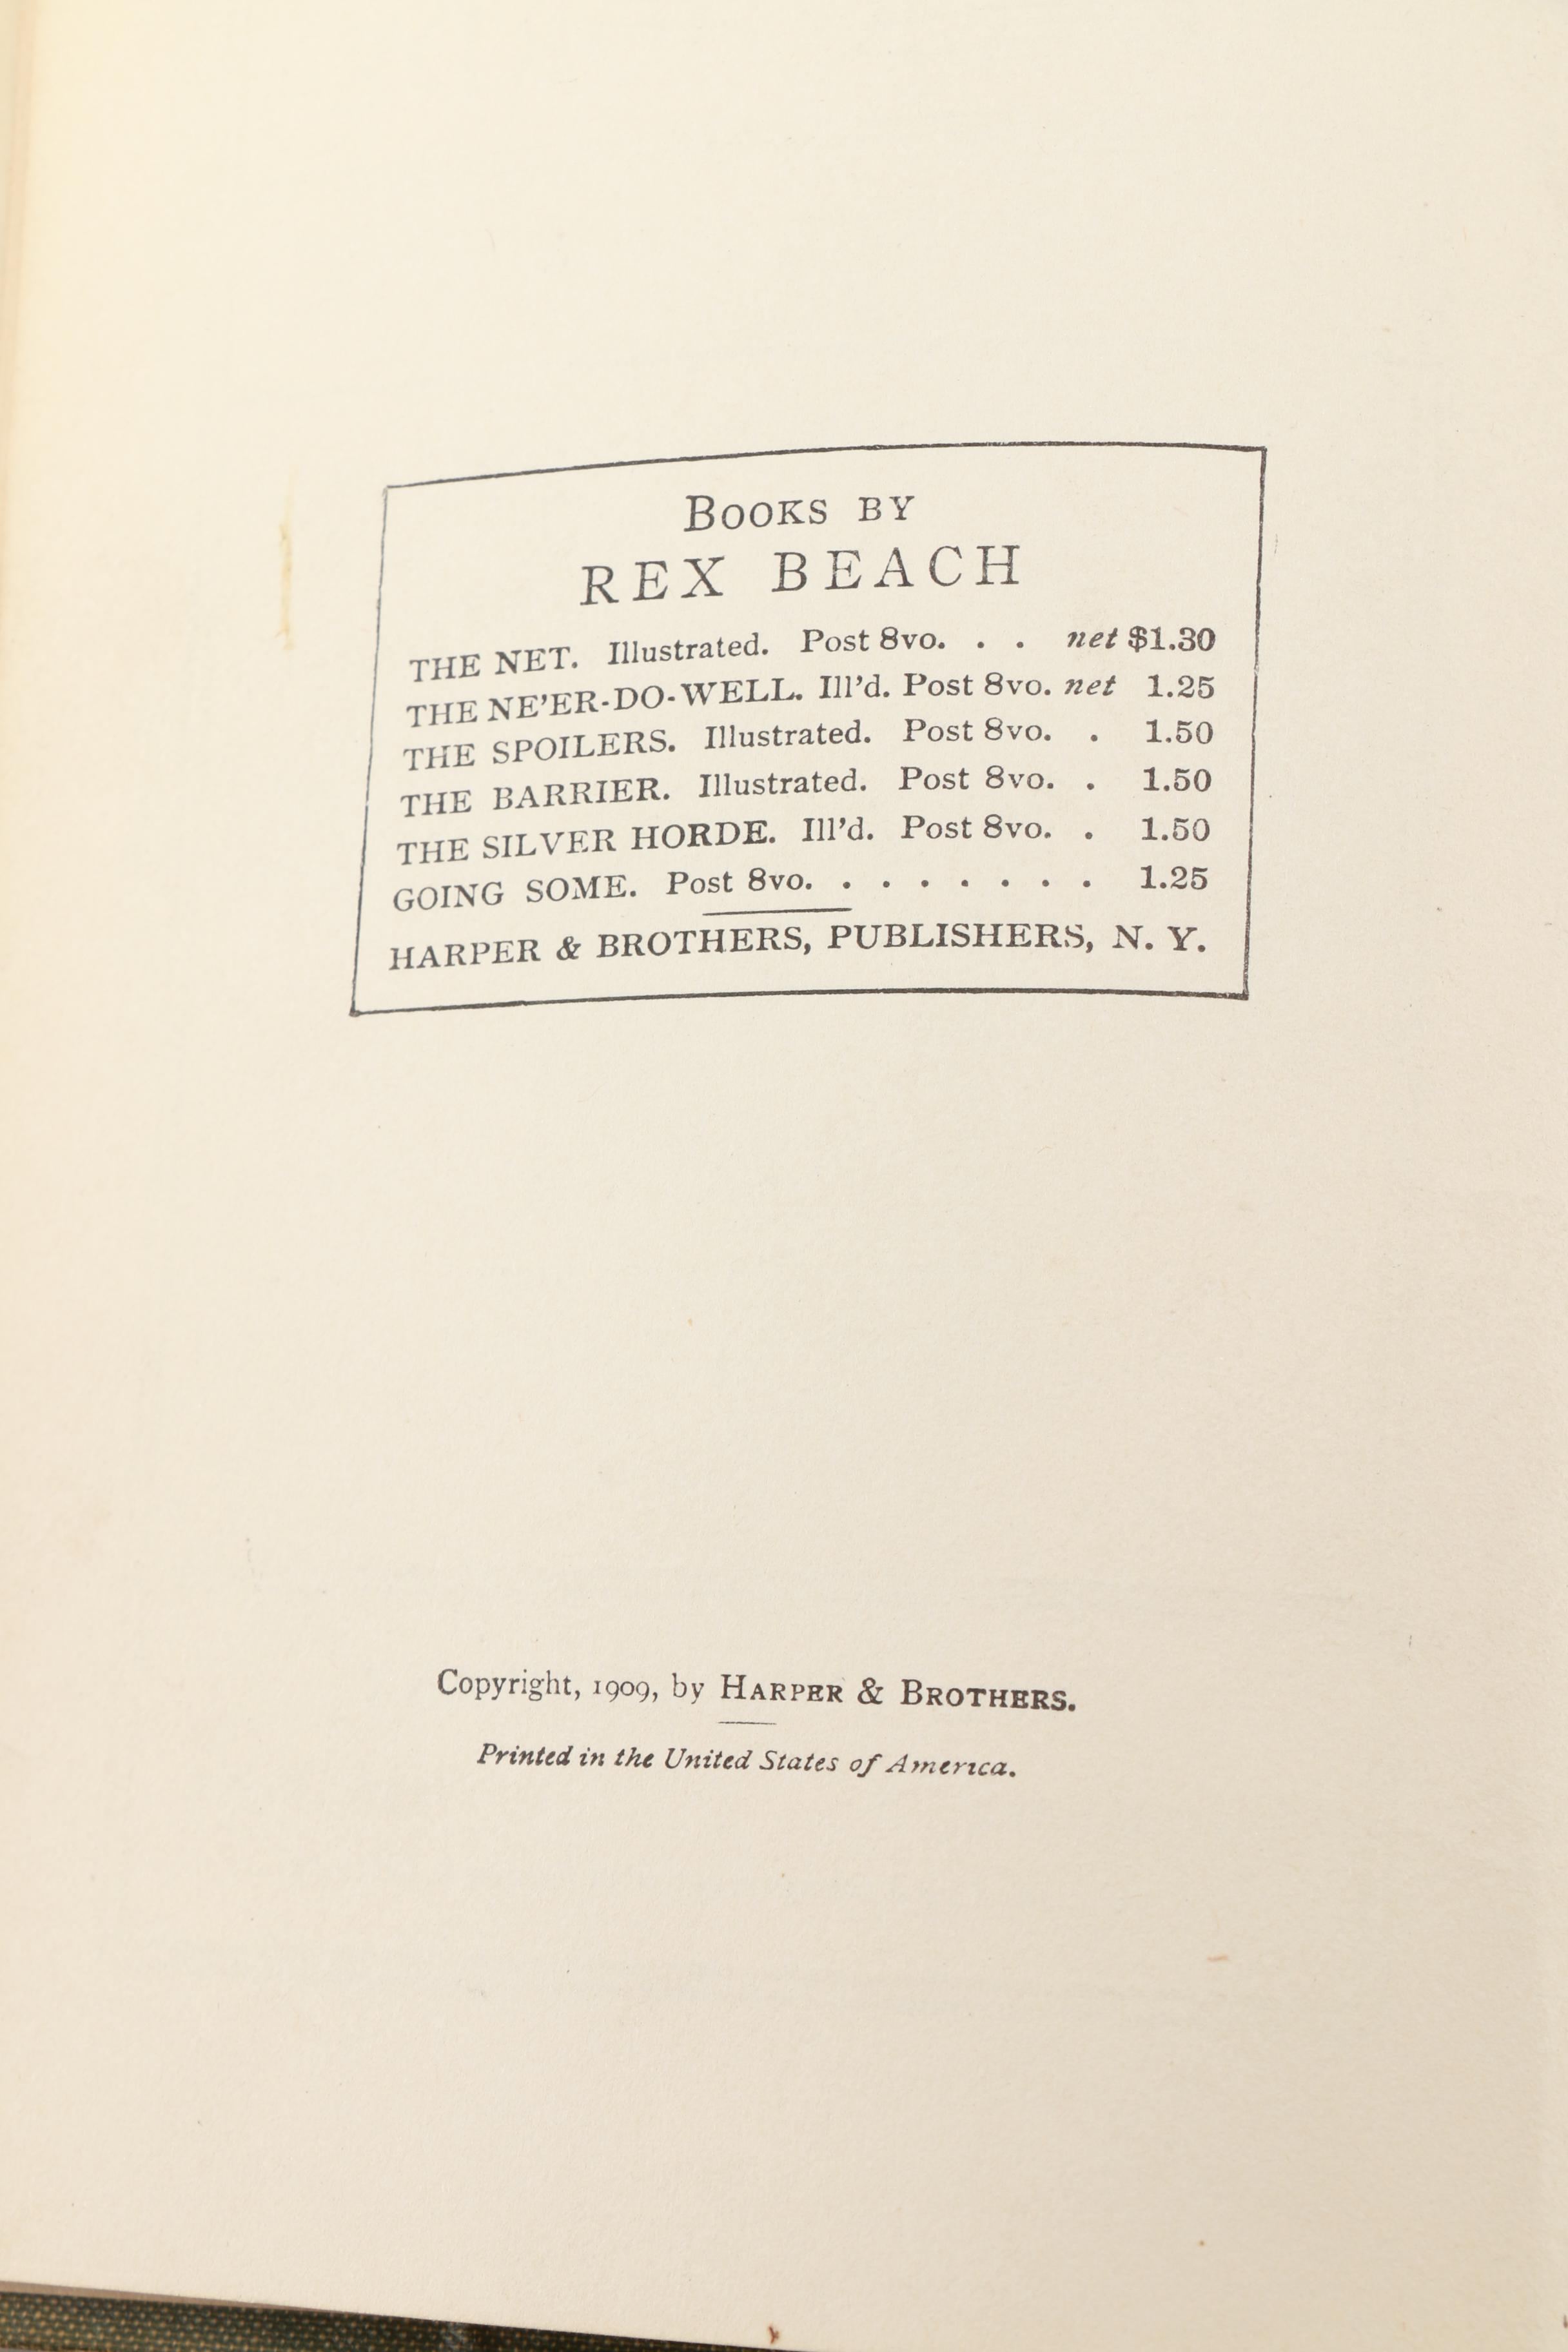 BOOKS BY
REX BEACH
THE NET. Illustrated. Post 8vo. . . net $1.30
THE NE'ER-DO-WELL. Ill'd. Post 8vo. net 1.25
THE SPOILERS. Illustrated. Post 8vo. . 1.50
THE BARRIER. Illustrated. Post 8vo. . 1.50
THE SILVER HORDE. Ill'd. Post 8vo. . 1.50
GOING SOME. Post 8vo. . . . . . . . 1.25
HARPER & BROTHERS, PUBLISHERS, N. Y.
Copyright, 1909, by HARPER & BROTHERS.
Printed in the United States of America.